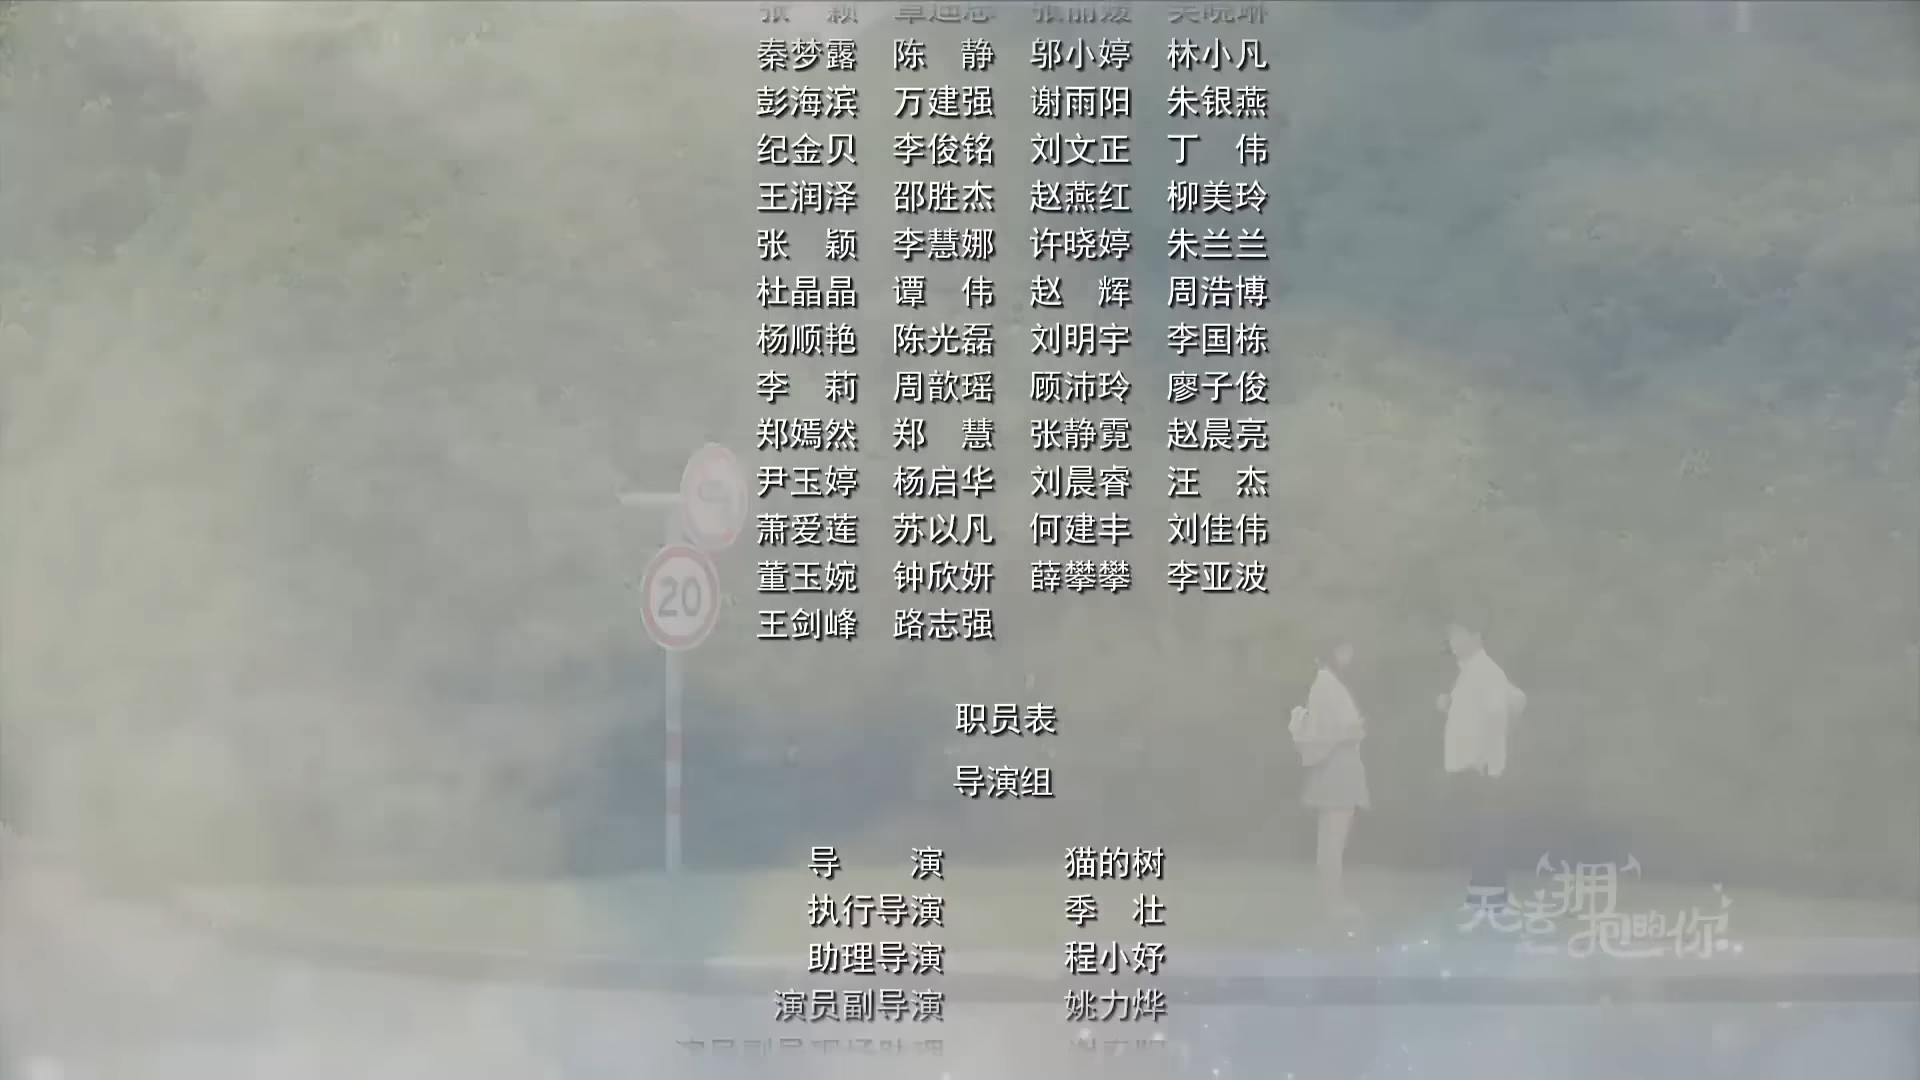 秦梦露 陈　静 邬小婷 林小凡
彭海滨 万建强 谢雨阳 朱银燕
纪金贝 李俊铭 刘文正 丁　伟
王润泽 邵胜杰 赵燕红 柳美玲
张　颖 李慧娜 许晓婷 朱兰兰
杜晶晶 谭　伟 赵　辉 周浩博
杨顺艳 陈光磊 刘明宇 李国栋
李　莉 周歆瑶 顾沛玲 廖子俊
郑嫣然 郑　慧 张静霓 赵晨亮
尹玉婷 杨启华 刘晨睿 汪　杰
萧爱莲 苏以凡 何建丰 刘佳伟
董玉婉 钟欣妍 薛攀攀 李亚波
王剑峰 路志强
20
职员表
导演组
导　　演 猫的树
执行导演 季　壮
助理导演 程小妤
演员副导演 姚力烨
无法拥抱的你